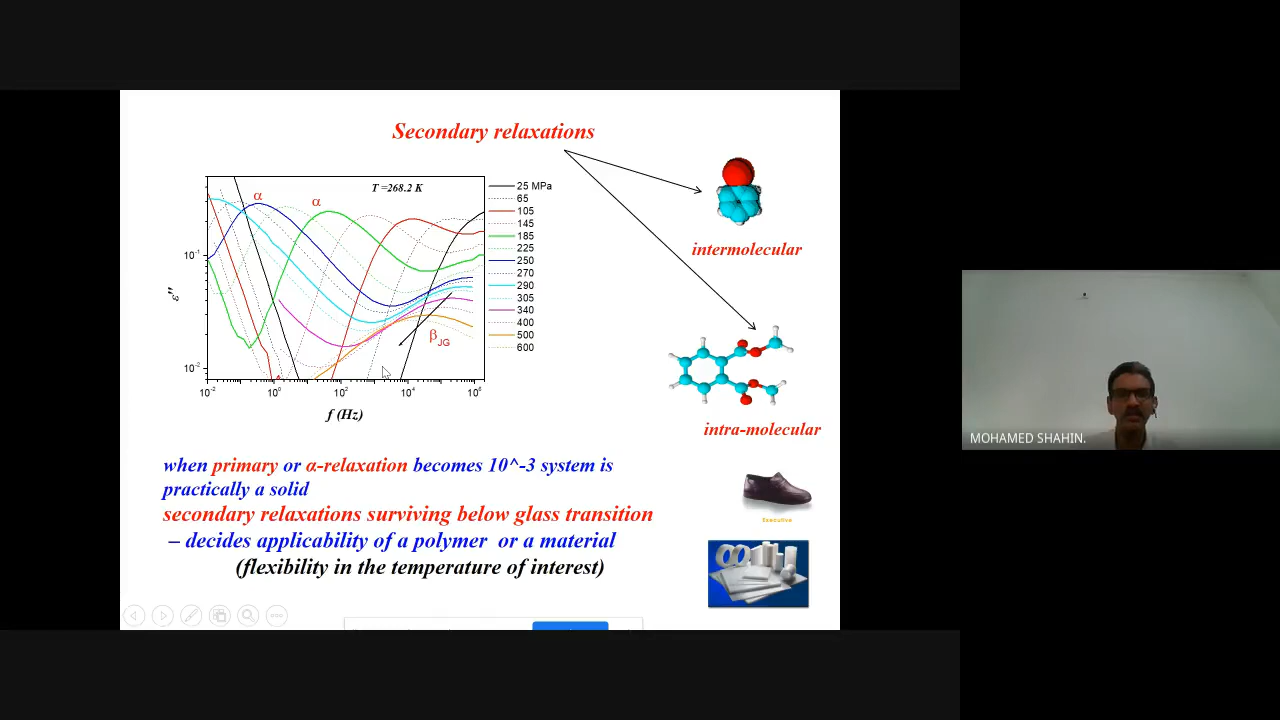 Secondary relaxations
T =268.2 K
α
α
25 MPa
65
105
145
185
225
250
270
290
305
340
400
500
600
10^-1
10^-2
ε''
βJG
10^-2
10^0
10^2
10^4
10^6
f (Hz)
intermolecular
intra-molecular
when primary or α-relaxation becomes 10^-3 system is
practically a solid
secondary relaxations surviving below glass transition
– decides applicability of a polymer or a material
(flexibility in the temperature of interest)
Executive
MOHAMED SHAHIN.